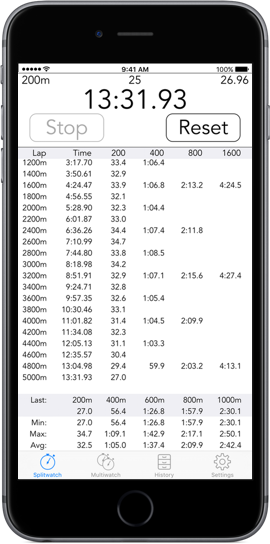 9:41 AM 100%
200m 25 26.96
13:31.93
Stop Reset
Lap Time 200 400 800 1600
1200m 3:17.70 33.4 1:06.4
1400m 3:50.61 32.9
1600m 4:24.47 33.9 1:06.8 2:13.2 4:24.5
1800m 4:56.55 32.1
2000m 5:28.90 32.3 1:04.4
2200m 6:01.87 33.0
2400m 6:36.26 34.4 1:07.4 2:11.8
2600m 7:10.99 34.7
2800m 7:44.80 33.8 1:08.5
3000m 8:18.98 34.2
3200m 8:51.91 32.9 1:07.1 2:15.6 4:27.4
3400m 9:24.71 32.8
3600m 9:57.35 32.6 1:05.4
3800m 10:30.46 33.1
4000m 11:01.82 31.4 1:04.5 2:09.9
4200m 11:34.08 32.3
4400m 12:05.13 31.1 1:03.3
4600m 12:35.57 30.4
4800m 13:04.98 29.4 59.9 2:03.2 4:13.1
5000m 13:31.93 27.0
Last: 200m 400m 600m 800m 1000m
27.0 56.4 1:26.8 1:57.9 2:30.1
Min: 27.0 56.4 1:26.8 1:57.9 2:30.1
Max: 34.7 1:09.1 1:42.9 2:17.1 2:50.1
Avg: 32.5 1:05.0 1:37.4 2:09.9 2:42.4
Splitwatch Multiwatch History Settings